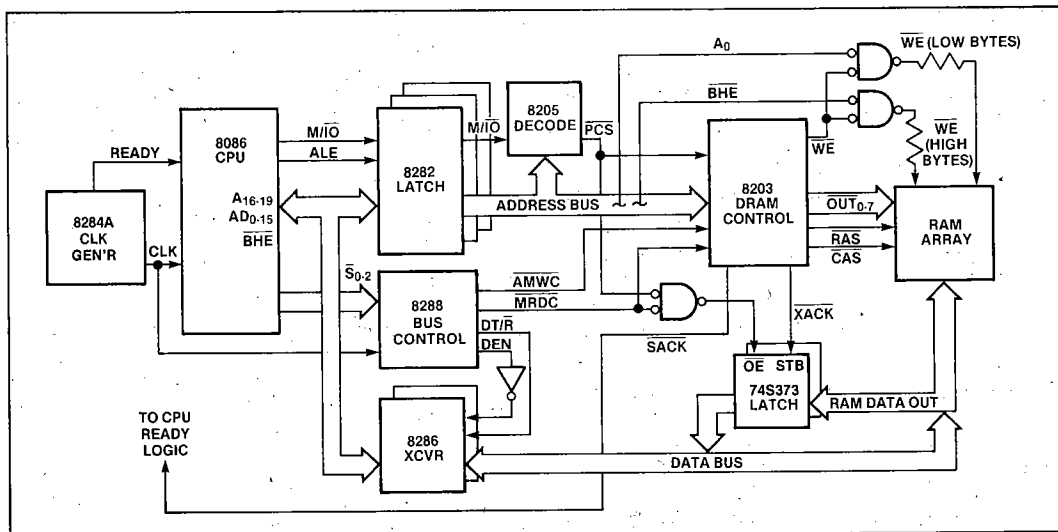 A0
WE (LOW BYTES)
BHE
WE
(HIGH
BYTES)
READY
8086
CPU
M/IO
ALE
8282
LATCH
M/IO
8205
DECODE
PCS
WE
8203
DRAM
CONTROL
ADDRESS BUS
OUT0-7
RAS
CAS
RAM
ARRAY
8284A
CLK
GEN'R
CLK
A16-19
AD0-15
BHE
S0-2
8288
BUS
CONTROL
AMWC
MRDC
DT/R
DEN
SACK
XACK
OE STB
74S373
LATCH
RAM DATA OUT
8286
XCVR
DATA BUS
TO CPU
READY
LOGIC